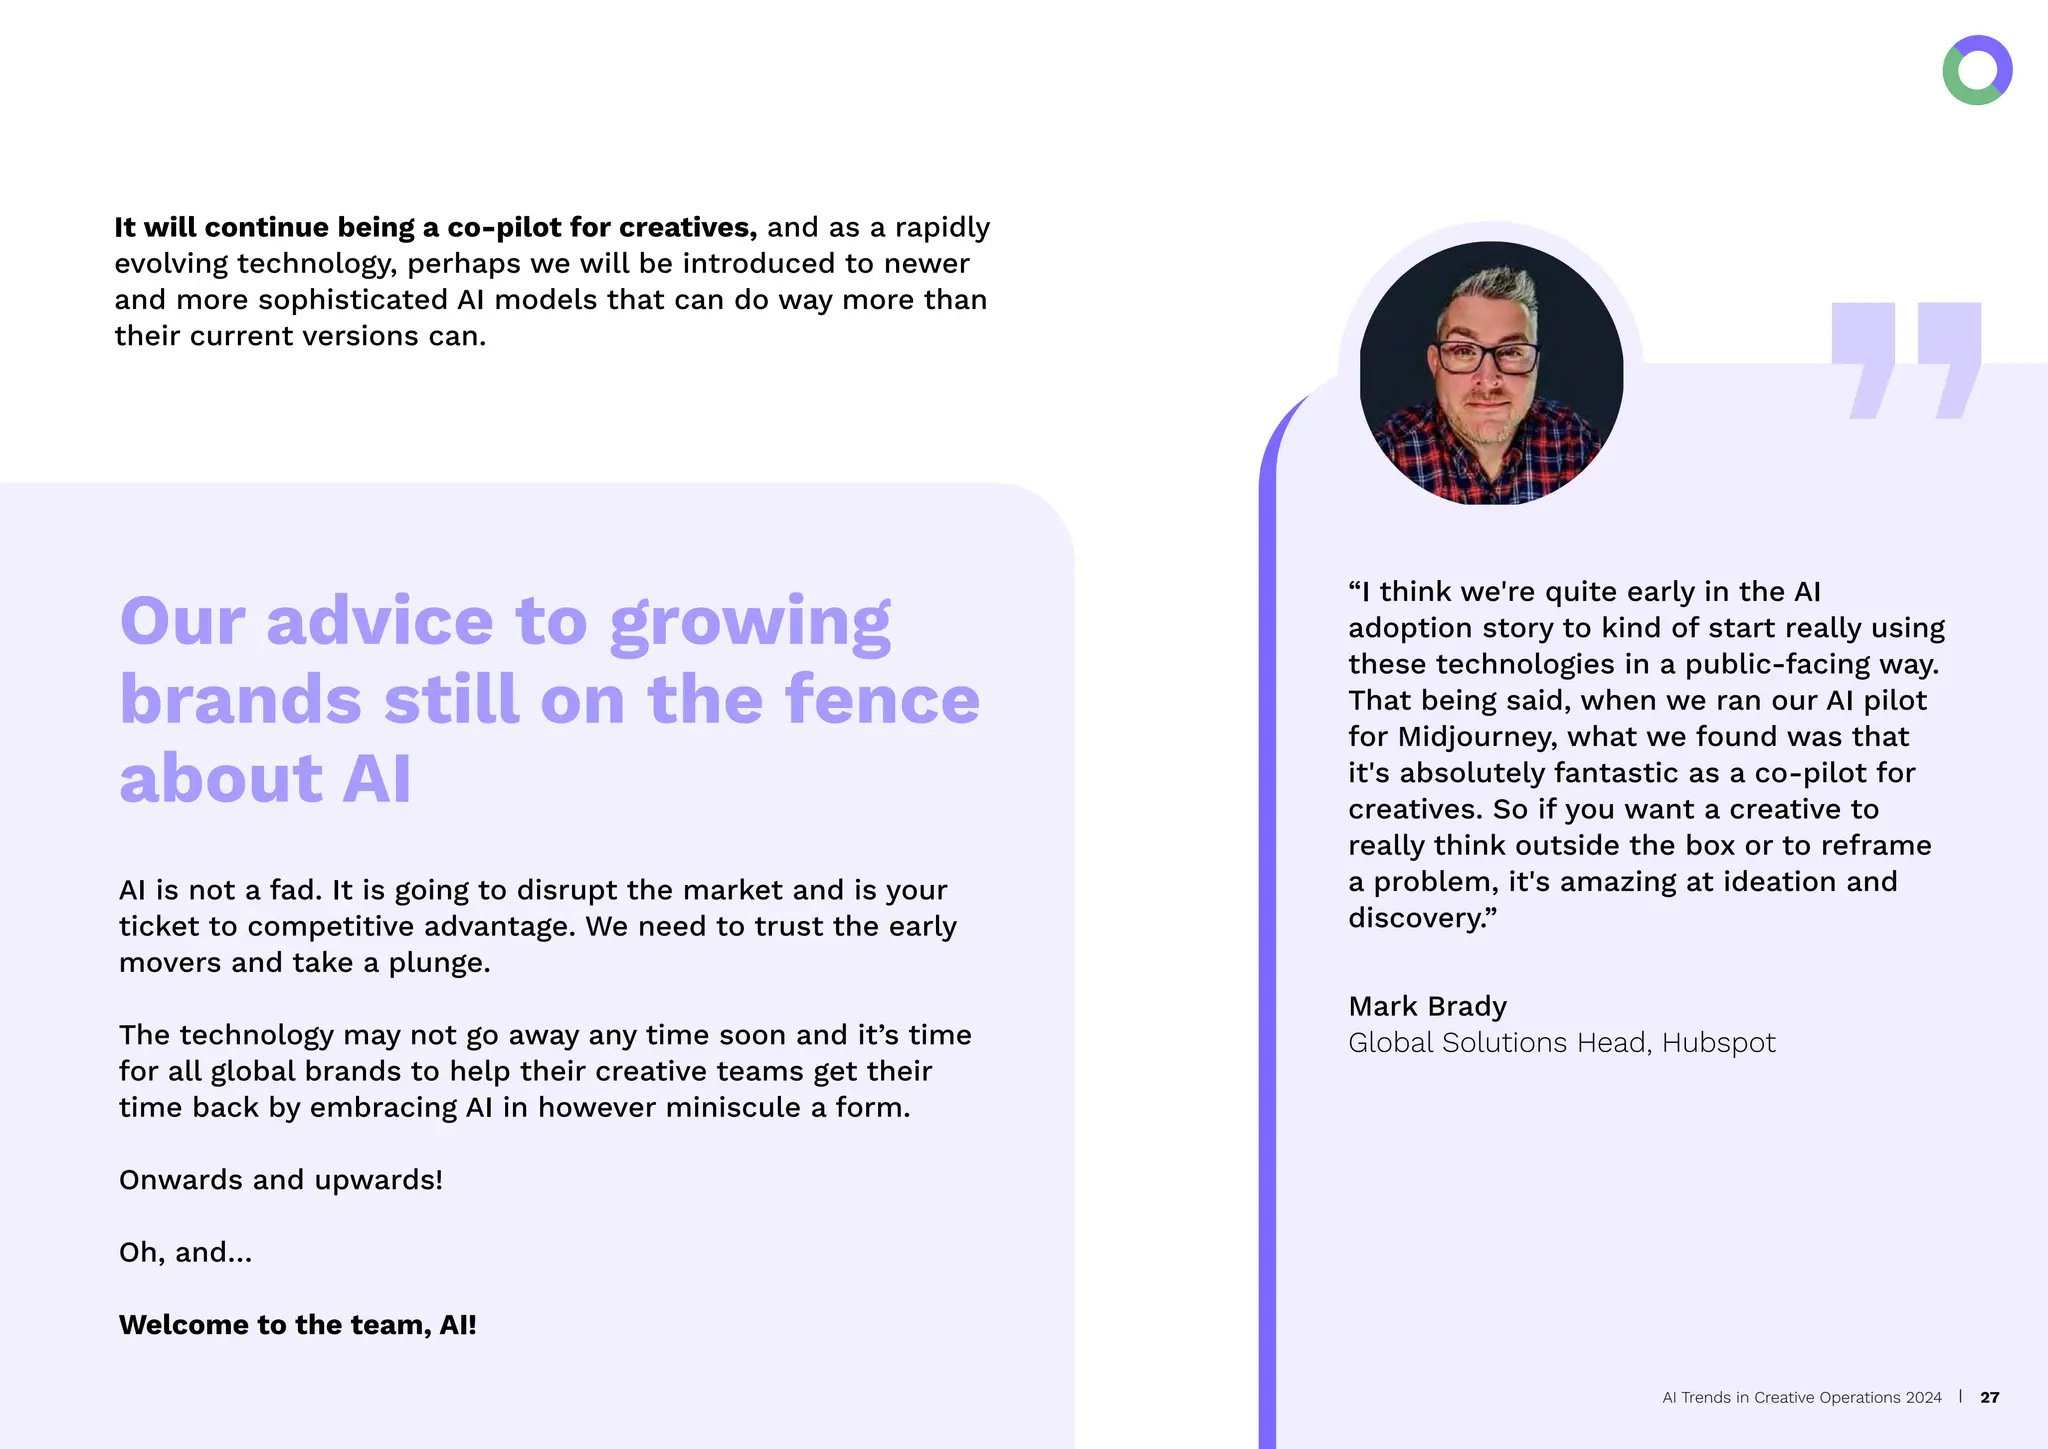 It will continue being a co-pilot for creatives, and as a rapidly
evolving technology, perhaps we will be introduced to newer
and more sophisticated AI models that can do way more than
their current versions can.
Our advice to growing
brands still on the fence
about AI
AI is not a fad. It is going to disrupt the market and is your
ticket to competitive advantage. We need to trust the early
movers and take a plunge.
The technology may not go away any time soon and it’s time
for all global brands to help their creative teams get their
time back by embracing AI in however miniscule a form.
Onwards and upwards!
Oh, and...
Welcome to the team, AI!
”
“I think we're quite early in the AI
adoption story to kind of start really using
these technologies in a public-facing way.
That being said, when we ran our AI pilot
for Midjourney, what we found was that
it's absolutely fantastic as a co-pilot for
creatives. So if you want a creative to
really think outside the box or to reframe
a problem, it's amazing at ideation and
discovery.”
Mark Brady
Global Solutions Head, Hubspot
AI Trends in Creative Operations 2024 | 27